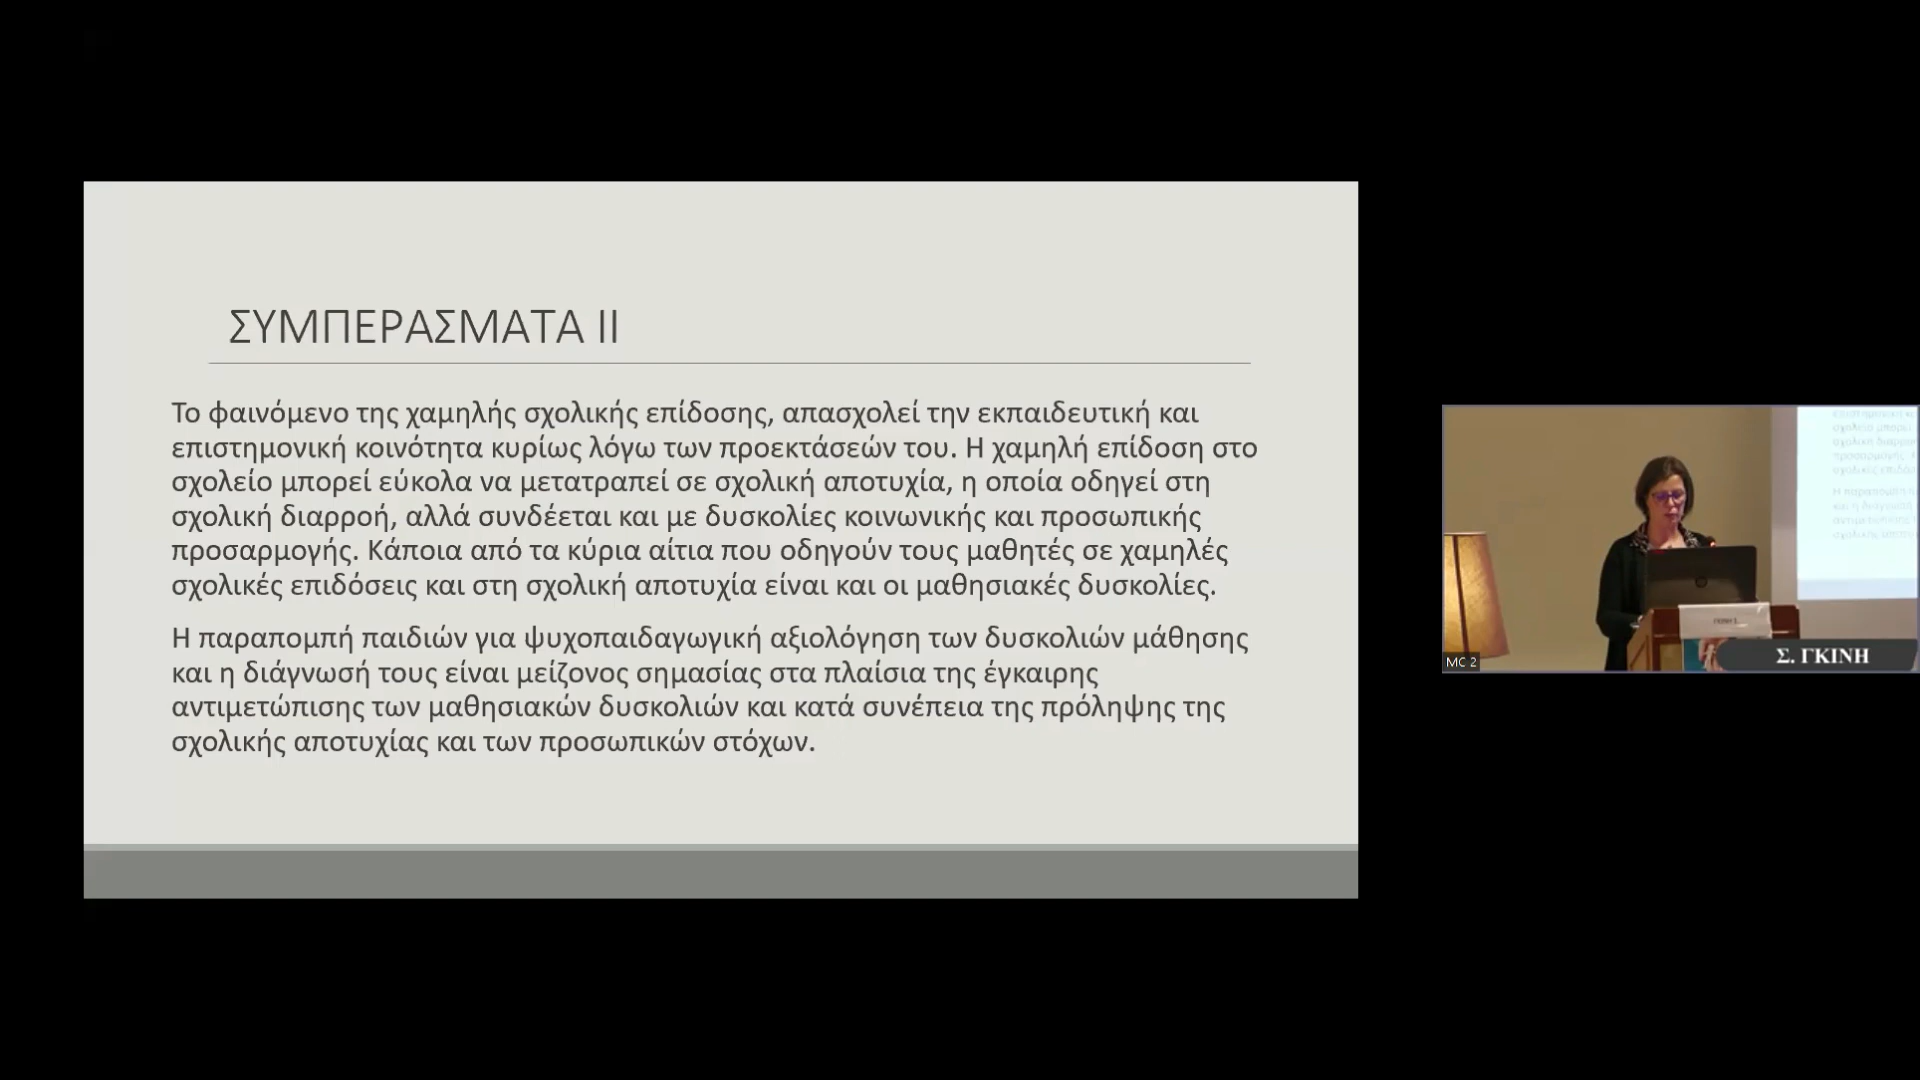 ΣΥΜΠΕΡΑΣΜΑΤΑ ΙΙ
Το φαινόμενο της χαμηλής σχολικής επίδοσης, απασχολεί την εκπαιδευτική και
επιστημονική κοινότητα κυρίως λόγω των προεκτάσεών του. Η χαμηλή επίδοση στο
σχολείο μπορεί εύκολα να μετατραπεί σε σχολική αποτυχία, η οποία οδηγεί στη
σχολική διαρροή, αλλά συνδέεται και με δυσκολίες κοινωνικής και προσωπικής
προσαρμογής. Κάποια από τα κύρια αίτια που οδηγούν τους μαθητές σε χαμηλές
σχολικές επιδόσεις και στη σχολική αποτυχία είναι και οι μαθησιακές δυσκολίες.
Η παραπομπή παιδιών για ψυχοπαιδαγωγική αξιολόγηση των δυσκολιών μάθησης
και η διάγνωσή τους είναι μείζονος σημασίας στα πλαίσια της έγκαιρης
αντιμετώπισης των μαθησιακών δυσκολιών και κατά συνέπεια της πρόληψης της
σχολικής αποτυχίας και των προσωπικών στόχων.
MC 2
Σ. ΓΚΙΝΗ